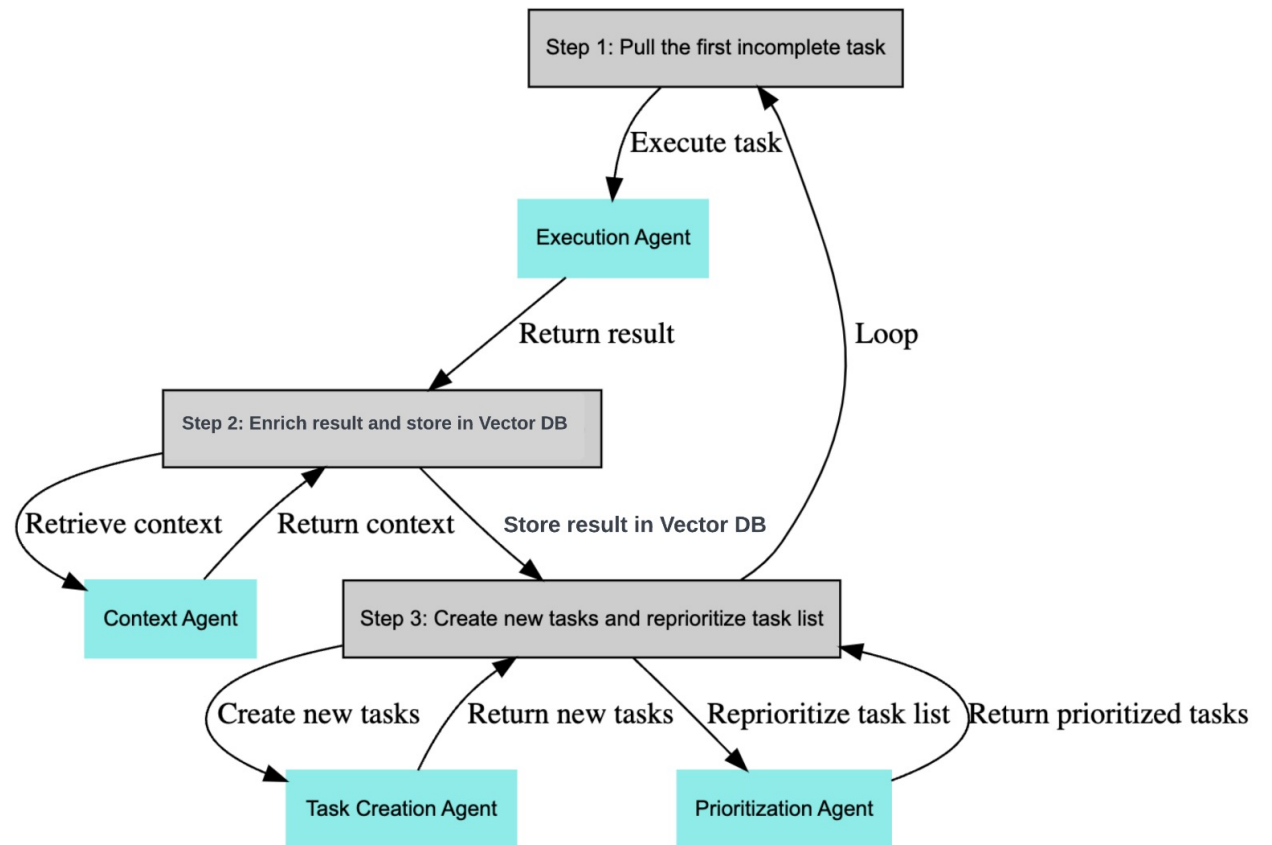 Step 1: Pull the first incomplete task
Execute task
Execution Agent
Return result
Loop
Step 2: Enrich result and store in Vector DB
Retrieve context
Return context
Store result in Vector DB
Context Agent
Step 3: Create new tasks and reprioritize task list
Create new tasks
Return new tasks
Reprioritize task list
Return prioritized tasks
Task Creation Agent
Prioritization Agent